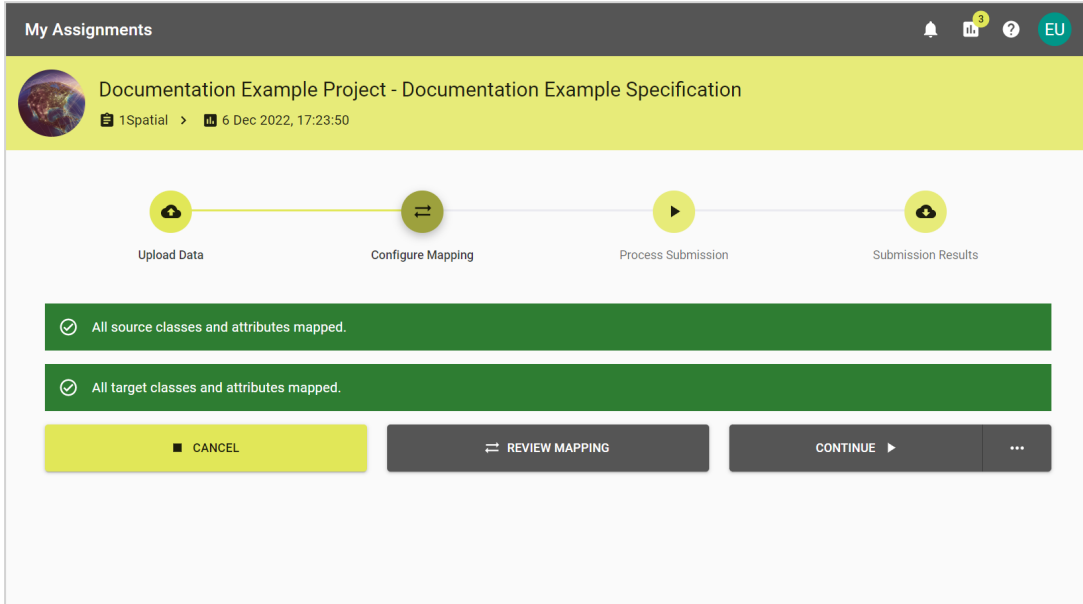 My Assignments
3
EU
Documentation Example Project - Documentation Example Specification
1Spatial > 6 Dec 2022, 17:23:50
Upload Data
Configure Mapping
Process Submission
Submission Results
All source classes and attributes mapped.
All target classes and attributes mapped.
CANCEL
REVIEW MAPPING
CONTINUE